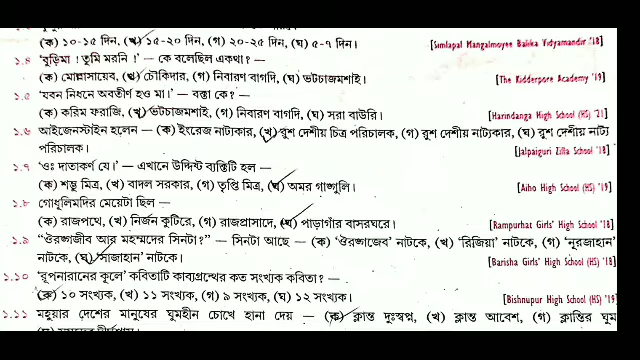 (ক) ১০-১৫ দিন, (খ) ১৫-২০ দিন, (গ) ২০-২৫ দিন, (ঘ) ৫-৭ দিন। [Simlapal Mangalmoyee Balika Vidyamandir '18]
১.৪ 'বুড়িমা ! তুমি মরনি !'— কে বলেছিল একথা? —
(ক) মোল্লাসায়েব, (খ) চৌকিদার, (গ) নিবারণ বাগদি, (ঘ) ভটচাজমশাই। [The Kidderpore Academy '19]
১.৫ 'যবন নিধনে অবতীর্ণ হও মা!'— বক্তা কে? —
(ক) করিম ফরাজি, (খ) ভটচাজমশাই, (গ) নিবারণ বাগদি, (ঘ) সরা বাউরি। [Harindanga High School (HS) '21]
১.৬ আইজেনস্টাইন হলেন — (ক) ইংরেজ নাট্যকার, (খ) রুশ দেশীয় চিত্র পরিচালক, (গ) রুশ দেশীয় নাট্যকার, (ঘ) রুশ দেশীয় নাট্য
পরিচালক। [Jalpaiguri Zilla School '18]
১.৭ 'ওঃ দাতাকর্ণ যে।'— এখানে উদ্দিষ্ট ব্যক্তিটি হল —
(ক) শম্ভু মিত্র, (খ) বাদল সরকার, (গ) তৃপ্তি মিত্র, (ঘ) অমর গাঙ্গুলি। [Aiho High School (HS) '19]
১.৮ গোধূলিমদির মেয়েটা ছিল —
(ক) রাজপথে, (খ) নির্জন কুটিরে, (গ) রাজপ্রাসাদে, (ঘ) পাড়াগাঁর বাসরঘরে। [Rampurhat Girls' High School '18]
১.৯ "ঔরঙ্গজীব আর মহম্মদের সিনটা?" — সিনটা আছে — (ক) 'ঔরঙ্গজেব' নাটকে, (খ) 'রিজিয়া' নাটকে, (গ) 'নূরজাহান'
নাটকে, (ঘ) 'সাজাহান' নাটকে। [Barisha Girls' High School (HS) '18]
১.১০ 'রূপনারানের কূলে' কবিতাটি কাব্যগ্রন্থের কত সংখ্যক কবিতা? —
(ক) ১০ সংখ্যক, (খ) ১১ সংখ্যক, (গ) ৯ সংখ্যক, (ঘ) ১২ সংখ্যক। [Bishnupur High School (HS) '19]
১.১১ মহুয়ার দেশের মানুষের ঘুমহীন চোখে হানা দেয় — (ক) ক্লান্ত দুঃস্বপ্ন, (খ) ক্লান্ত আবেশ, (গ) ক্লান্তির ঘুম